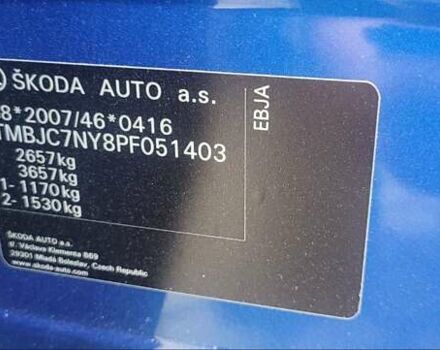 ŠKODA AUTO a.s.
8*2007/46*0416
TMBJC7NY8PF051403
2657kg
3657kg
1- 1170kg
2- 1530kg
EBJA
ŠKODA AUTO a.s.
tř. Václava Klementa 869
29301 Mladá Boleslav, Czech Republic
www.skoda-auto.com